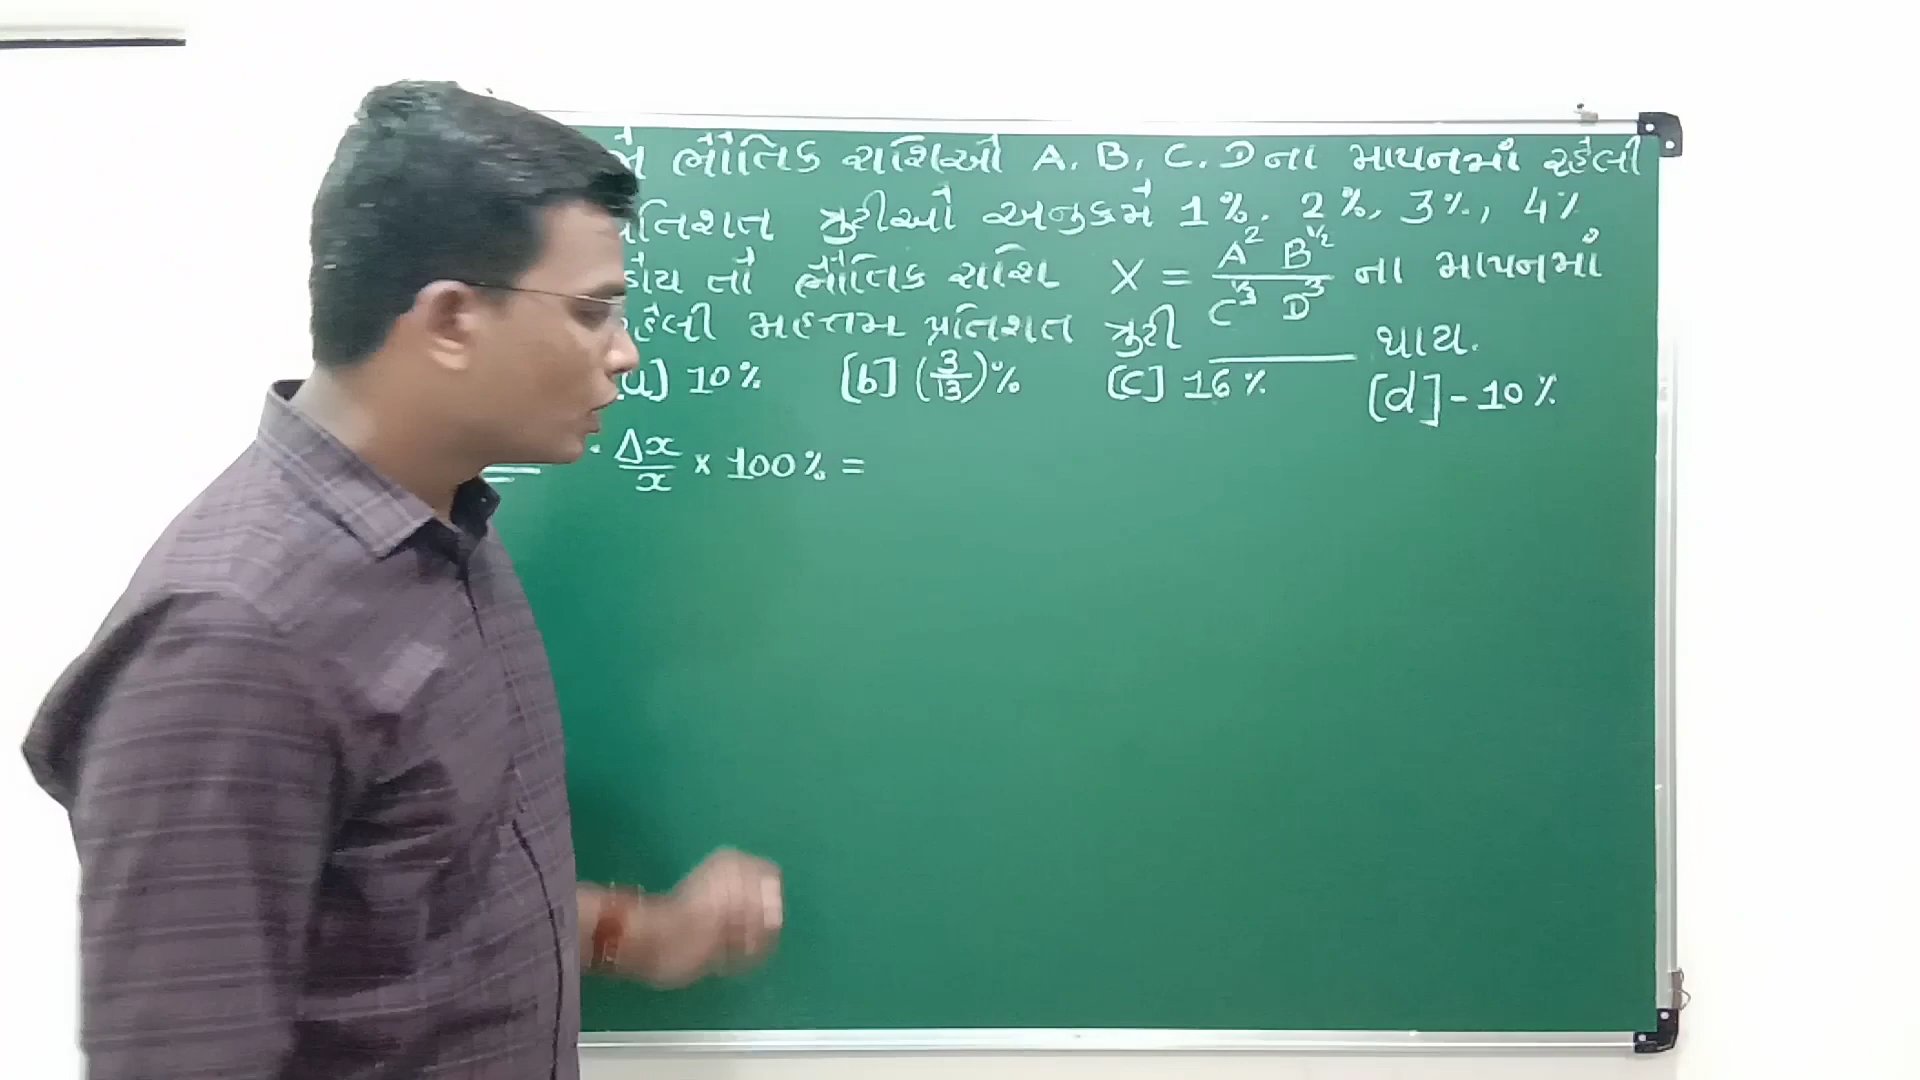 ભૌતિક રાશિઓ A, B, C, D ના માપનમાં રહેલી
પ્રતિશત ત્રુટીઓ અનુક્રમે 1%, 2%, 3%, 4%
હોય તો ભૌતિક રાશિ X = A² B^½ / C^⅓ D³ ના માપનમાં
રહેલી મહત્તમ પ્રતિશત ત્રુટી ______ થાય.
[a] 10% [b] (3/13)% [C] 16% [d] -10%
Δx/x × 100% =